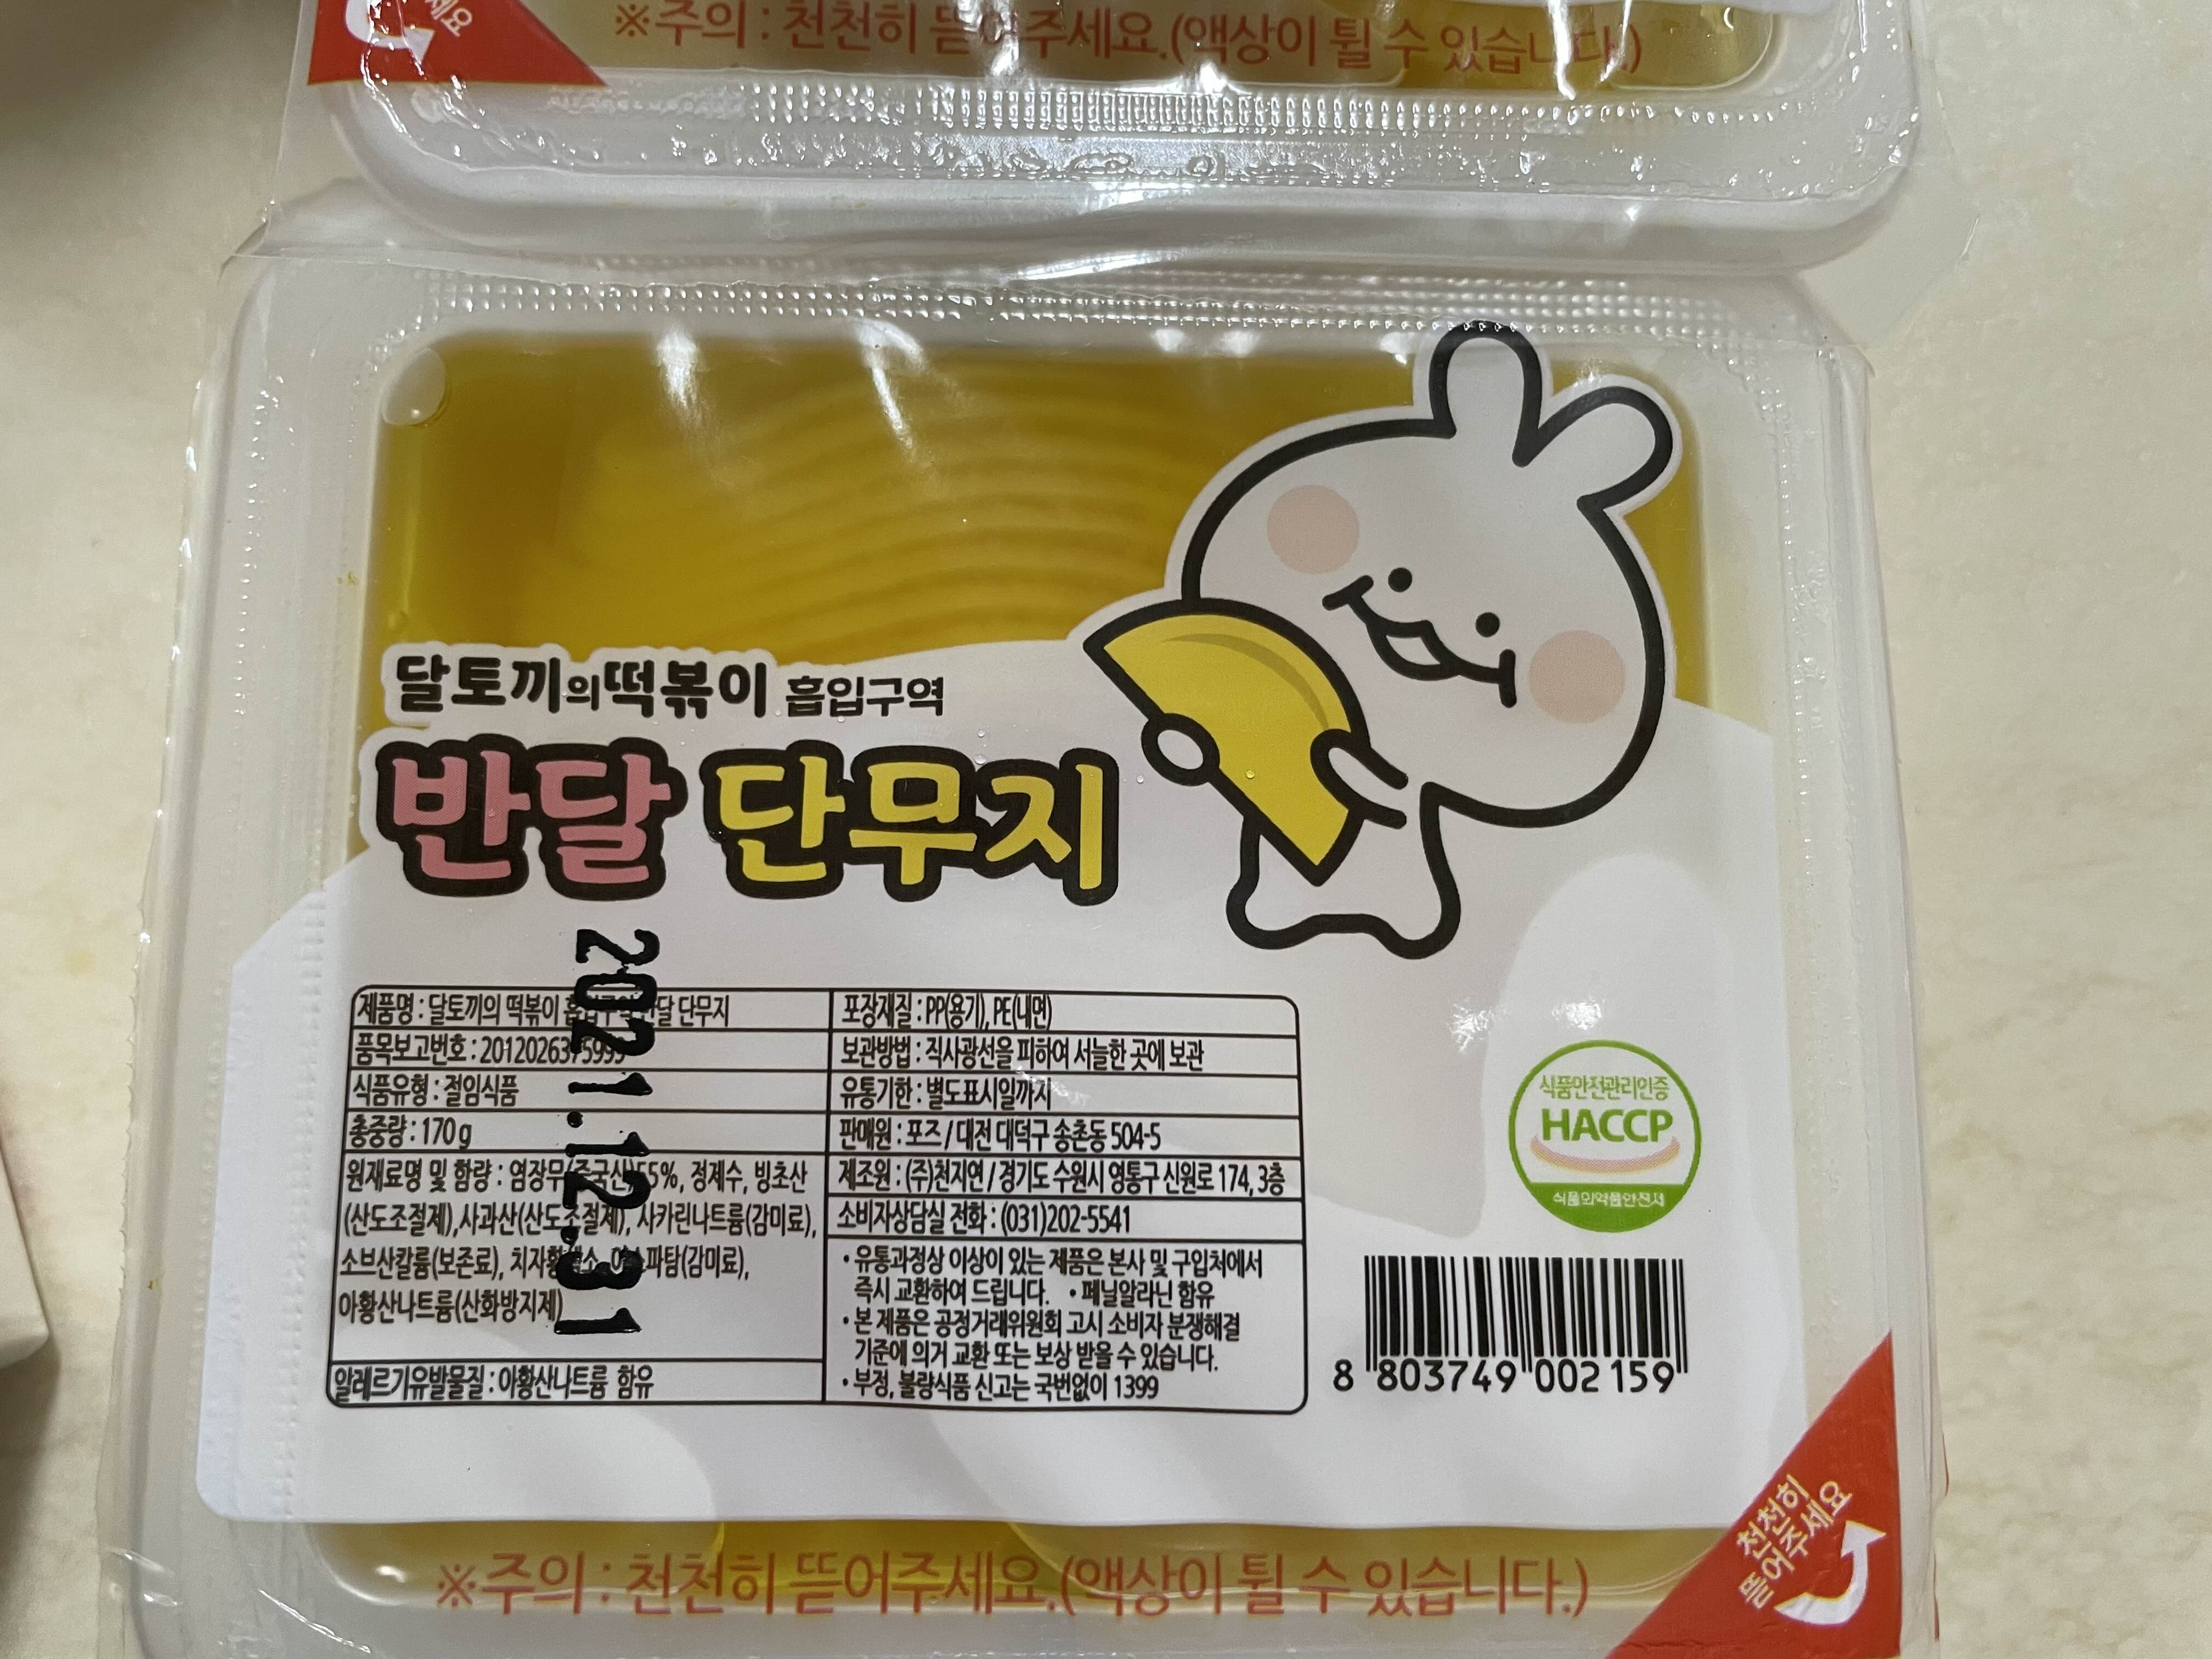 세요
※주의 : 천천히 뜯어주세요.(액상이 튈 수 있습니다.)
달토끼의떡볶이 흡입구역
반달 단무지
2021.12.31
제품명 : 달토끼의 떡볶이 달 단무지
품목보고번호 :
식품유형 : 절임식품
총중량 : 170 g
원재료명 및 함량 : 염장무(중국산)55%, 정제수, 빙초산
(산도조절제),사과산(산도조절제), 사카린나트륨(감미료),
소브산칼륨(보존료), 파탐(감미료),
아황산나트륨(산화방지제)
알레르기유발물질 : 아황산나트륨 함유
포장재질 : PP(용기), PE(내면)
보관방법 : 직사광선을 피하여 서늘한 곳에 보관
유통기한 : 별도표시일까지
판매원 : 포즈 / 대전 대덕구 송촌동 504-5
제조원 : (주)천지연 / 경기도 수원시 영통구 신원로 174, 3층
소비자상담실 전화 : (031)202-5541
• 유통과정상 이상이 있는 제품은 본사 및 구입처에서
즉시 교환하여 드립니다. • 페닐알라닌 함유
• 본 제품은 공정거래위원회 고시 소비자 분쟁해결
기준에 의거 교환 또는 보상 받을 수 있습니다.
• 부정, 불량식품 신고는 국번없이 1399
식품안전관리인증
HACCP
식품의약품안전처
8 803749 002159
천천히
뜯어주세요
※주의 : 천천히 뜯어주세요.(액상이 튈 수 있습니다.)